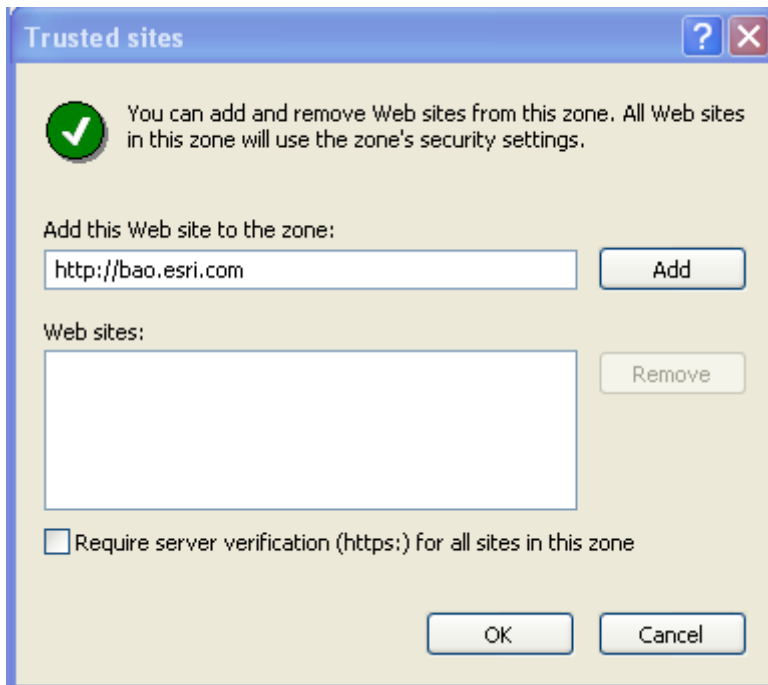 Trusted sites
?
You can add and remove Web sites from this zone. All Web sites
in this zone will use the zone's security settings.
Add this Web site to the zone:
http://bao.esri.com
Add
Web sites:
Remove
Require server verification (https:) for all sites in this zone
OK
Cancel